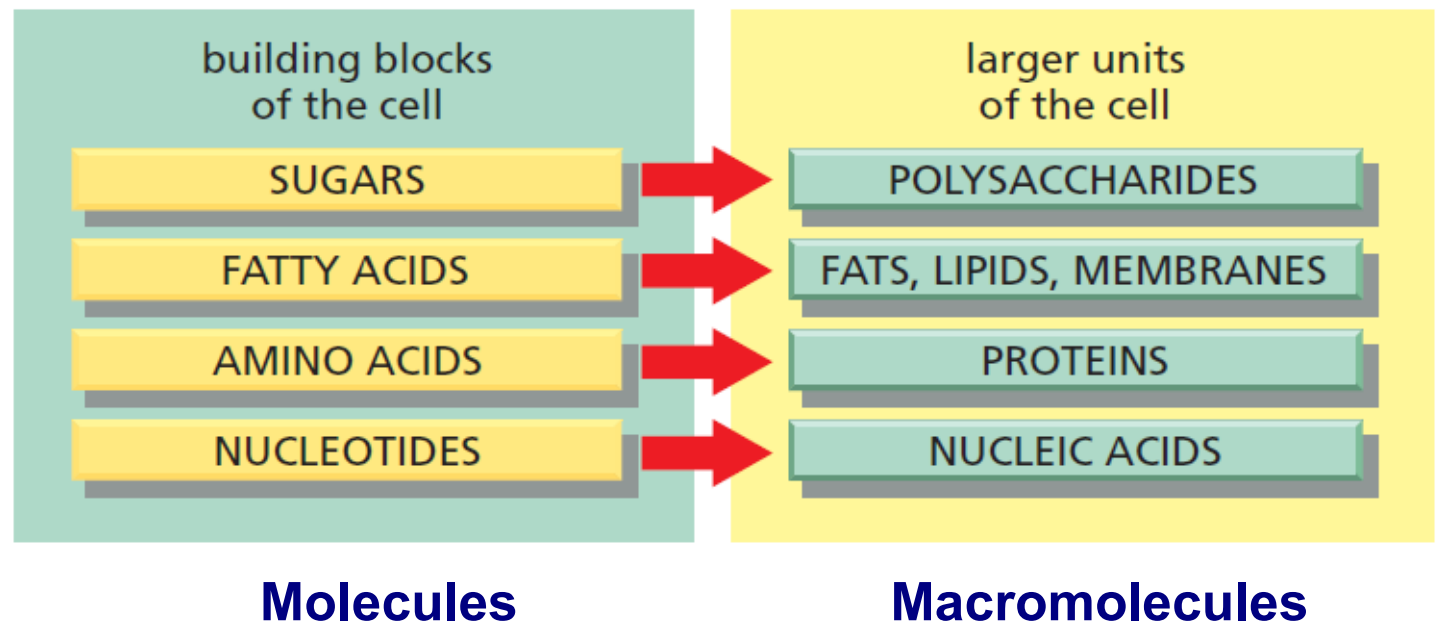 building blocks
of the cell
SUGARS
FATTY ACIDS
AMINO ACIDS
NUCLEOTIDES
larger units
of the cell
POLYSACCHARIDES
FATS, LIPIDS, MEMBRANES
PROTEINS
NUCLEIC ACIDS
Molecules
Macromolecules